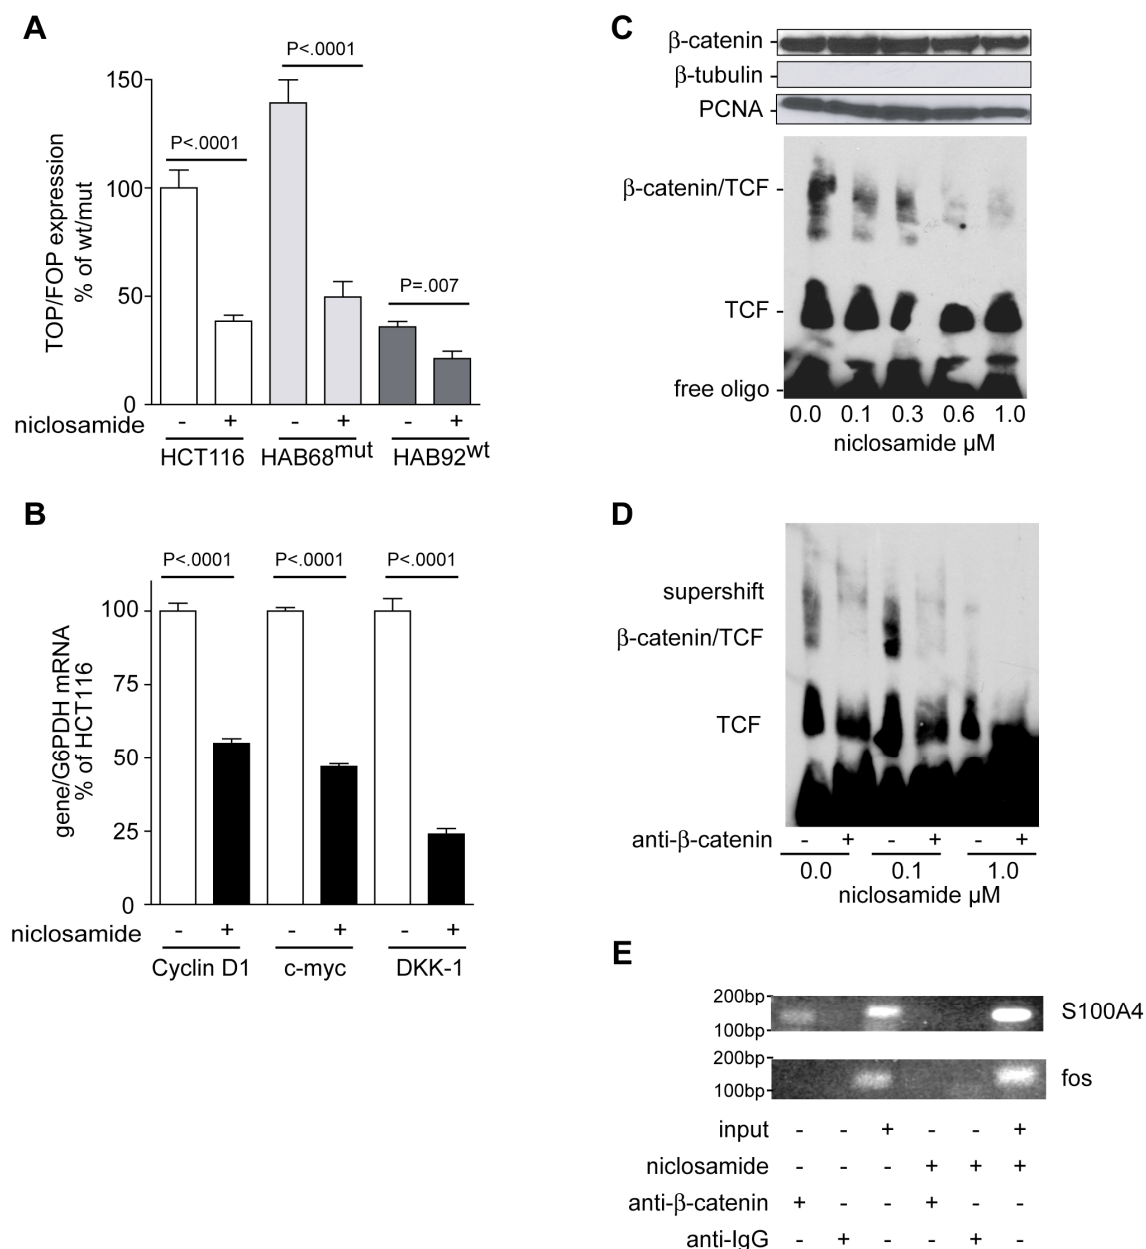 A
P<.0001
P<.0001
P=.007
TOP/FOP expression
% of wt/mut
150
100
50
0
niclosamide - + - + - +
HCT116 HAB68mut HAB92wt
B
P<.0001 P<.0001 P<.0001
gene/G6PDH mRNA
% of HCT116
100
75
50
25
0
niclosamide - + - + - +
Cyclin D1 c-myc DKK-1
C
β-catenin
β-tubulin
PCNA
β-catenin/TCF
TCF
free oligo
0.0 0.1 0.3 0.6 1.0
niclosamide µM
D
supershift
β-catenin/TCF
TCF
anti-β-catenin - + - + - +
0.0 0.1 1.0
niclosamide µM
E
200bp
100bp
S100A4
200bp
100bp
fos
input - - + - - +
niclosamide - - - + + +
anti-β-catenin + - - + - -
anti-IgG - + - - + -